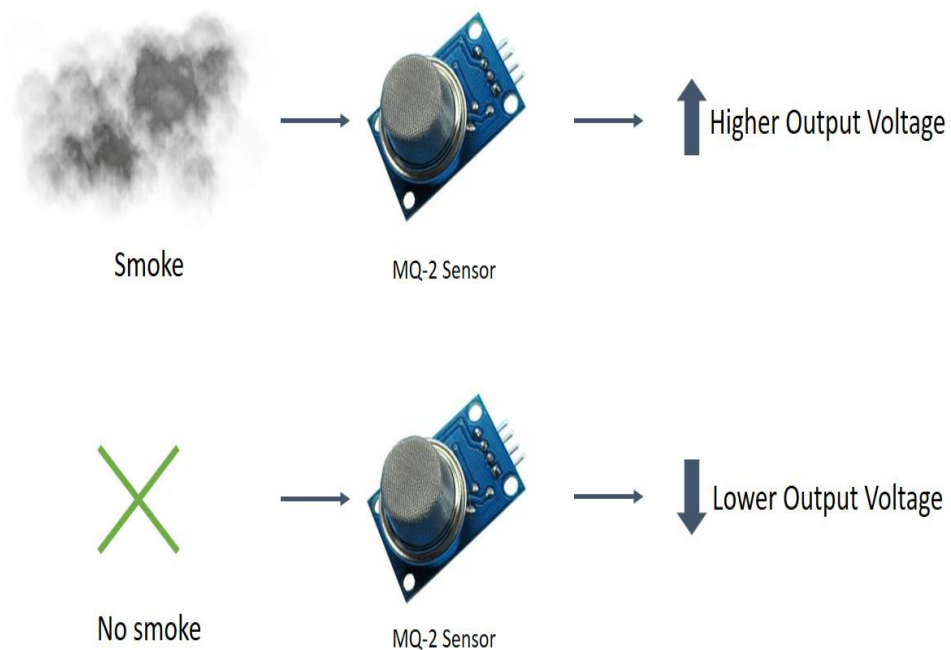 Higher Output Voltage
Smoke
MQ-2 Sensor
Lower Output Voltage
No smoke
MQ-2 Sensor